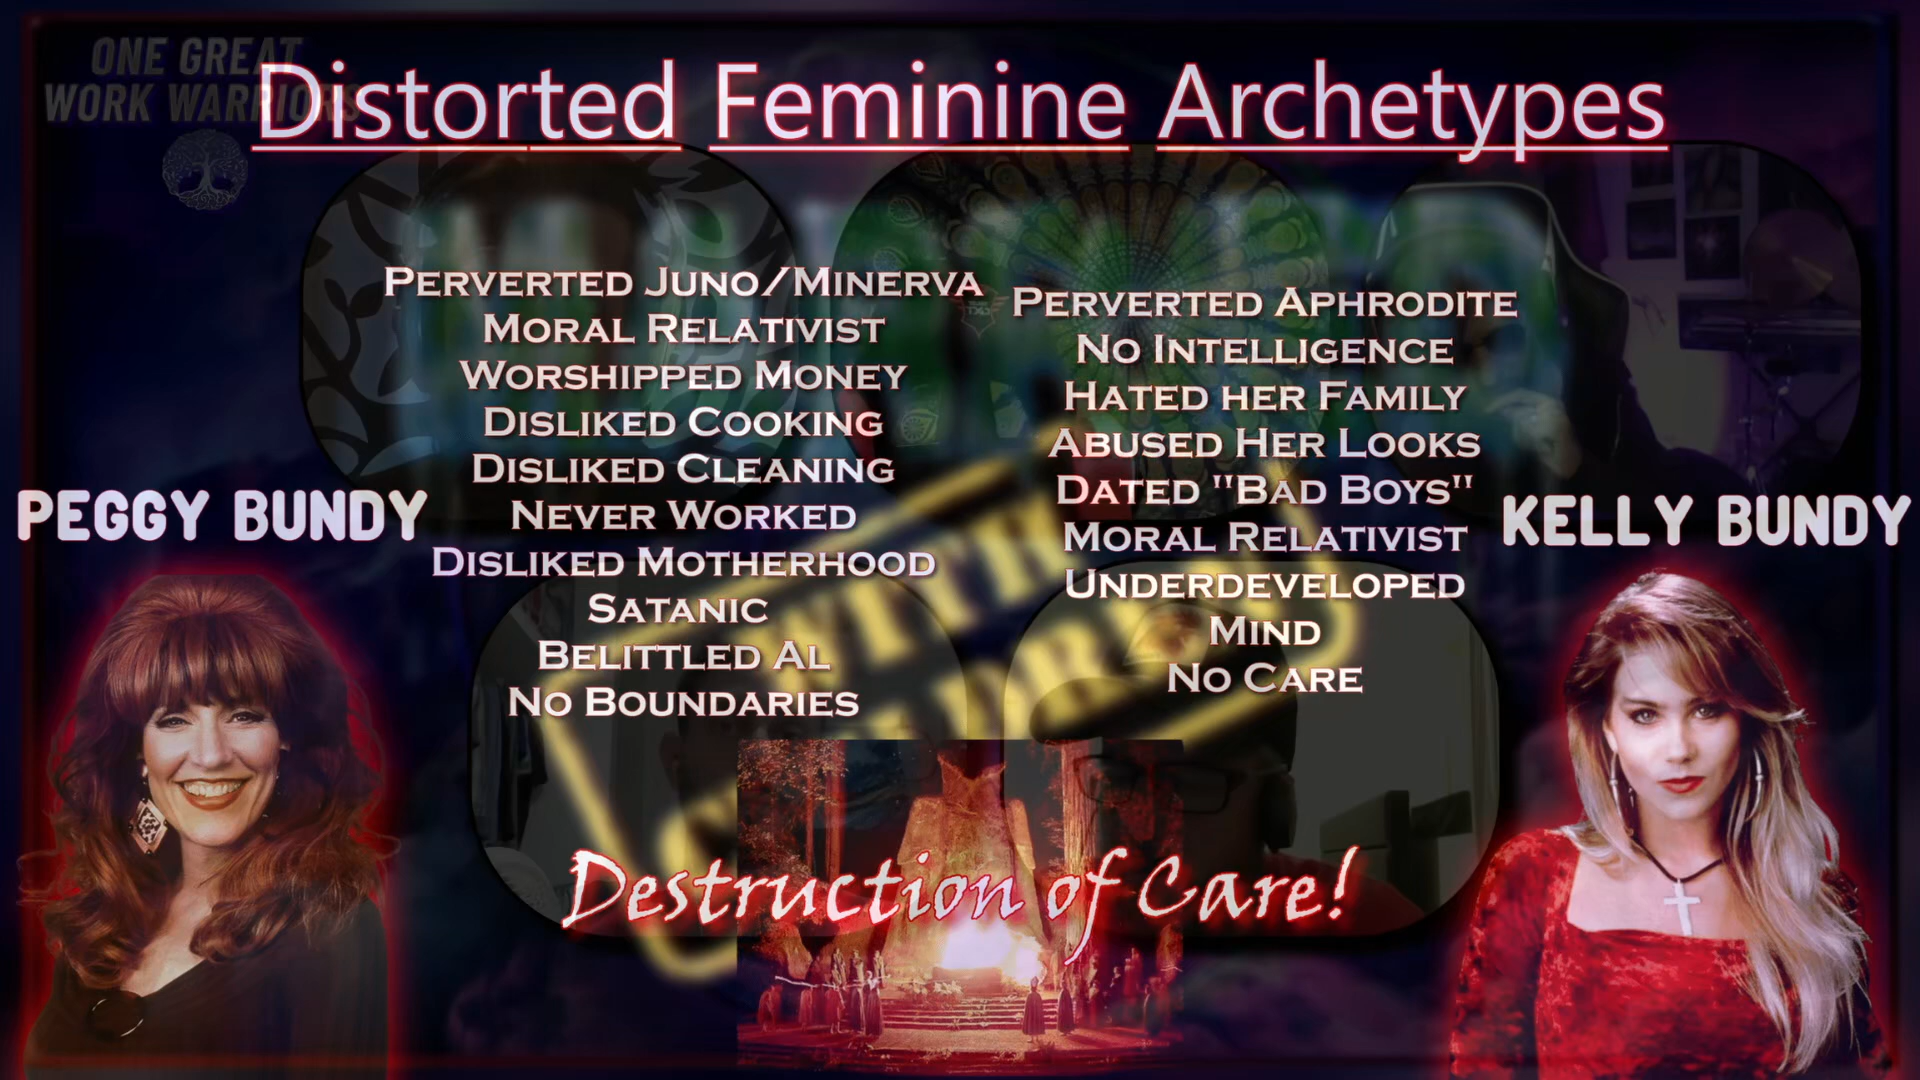 ONE GREAT
WORK WARRIORS
Distorted Feminine Archetypes
PEGGY BUNDY
Perverted Juno/Minerva
Moral Relativist
Worshipped Money
Disliked Cooking
Disliked Cleaning
Never Worked
Disliked Motherhood
Satanic
Belittled Al
No Boundaries
Perverted Aphrodite
No Intelligence
Hated her Family
Abused Her Looks
Dated "Bad Boys"
Moral Relativist
Underdeveloped
Mind
No Care
KELLY BUNDY
WITH
Destruction of Care!